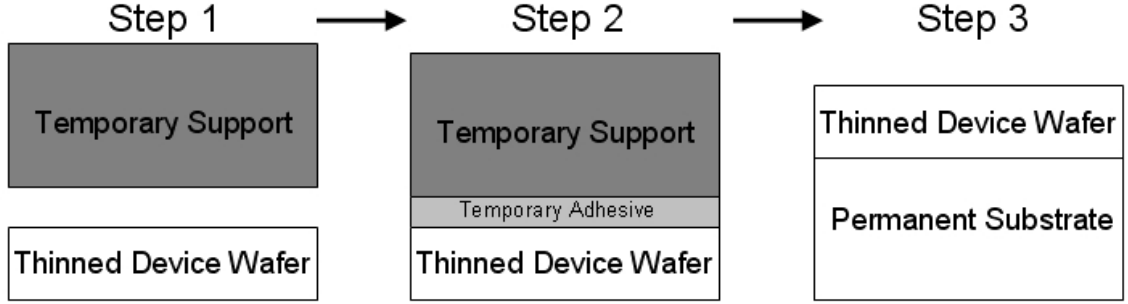 Step 1
Step 2
Step 3
Temporary Support
Thinned Device Wafer
Temporary Support
Temporary Adhesive
Thinned Device Wafer
Thinned Device Wafer
Permanent Substrate